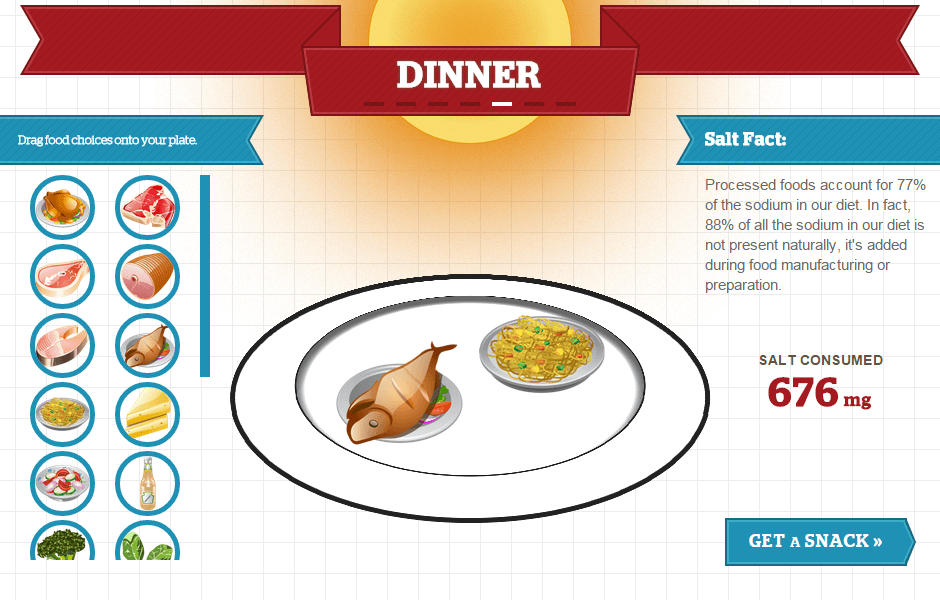 DINNER
Drag food choices onto your plate.
Salt Fact:
Processed foods account for 77%
of the sodium in our diet. In fact,
88% of all the sodium in our diet is
not present naturally, it's added
during food manufacturing or
preparation.
SALT CONSUMED
676 mg
GET A SNACK »